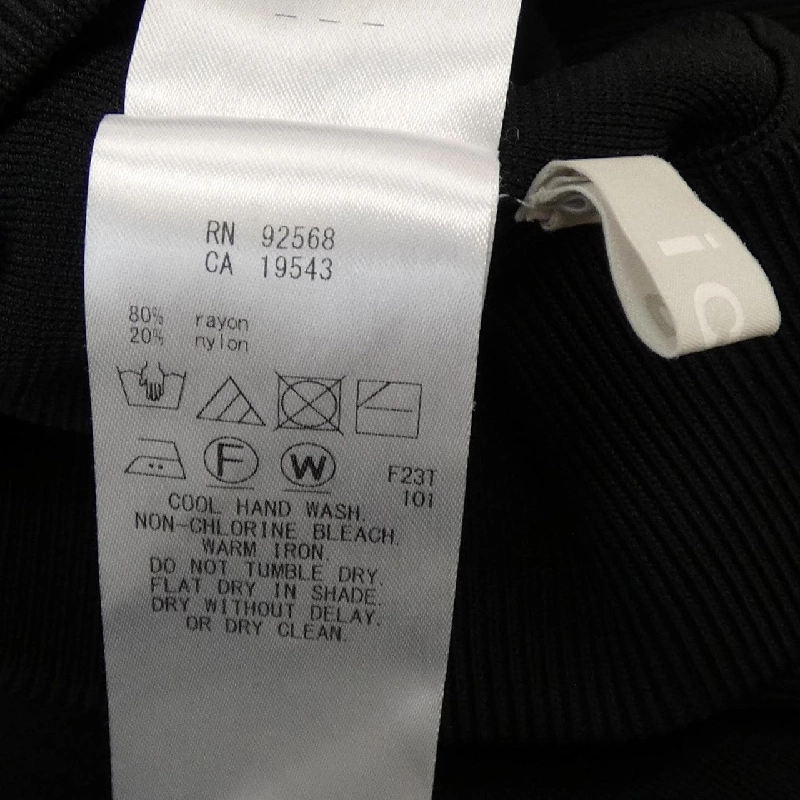 RN 92568
CA 19543
80% rayon
20% nylon
F W F23T
101
COOL HAND WASH.
NON-CHLORINE BLEACH.
WARM IRON.
DO NOT TUMBLE DRY.
FLAT DRY IN SHADE.
DRY WITHOUT DELAY.
OR DRY CLEAN.
i C